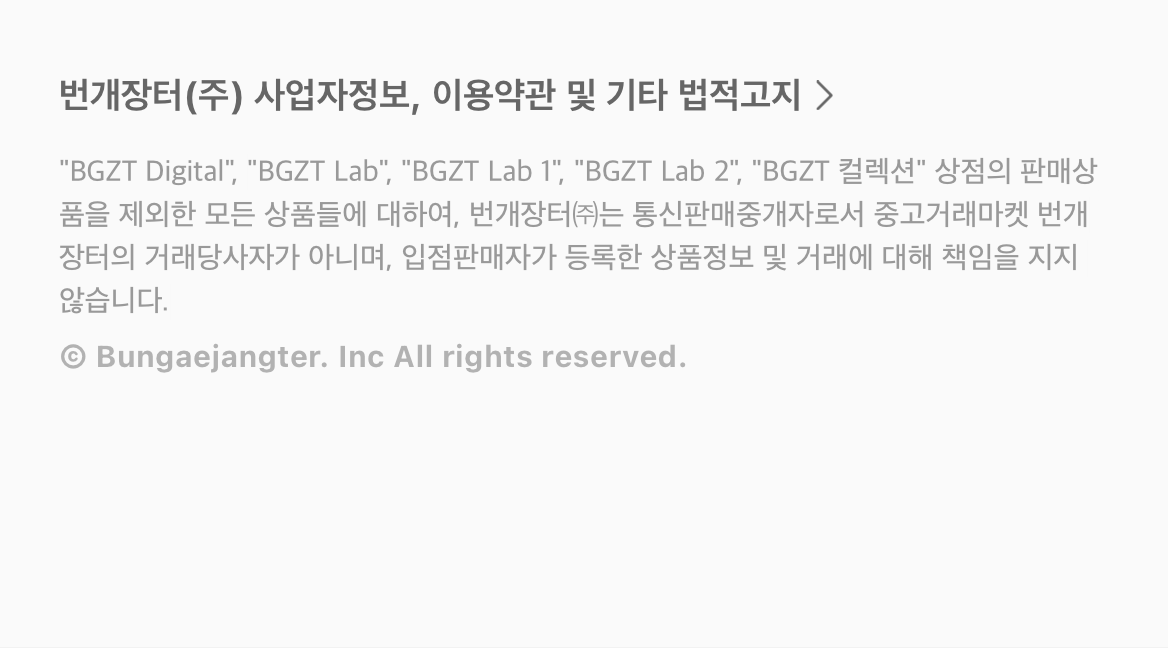 번개장터(주) 사업자정보, 이용약관 및 기타 법적고지 >
"BGZT Digital", "BGZT Lab", "BGZT Lab 1", "BGZT Lab 2", "BGZT 컬렉션" 상점의 판매상
품을 제외한 모든 상품들에 대하여, 번개장터㈜는 통신판매중개자로서 중고거래마켓 번개
장터의 거래당사자가 아니며, 입점판매자가 등록한 상품정보 및 거래에 대해 책임을 지지
않습니다.
© Bungaejangter. Inc All rights reserved.